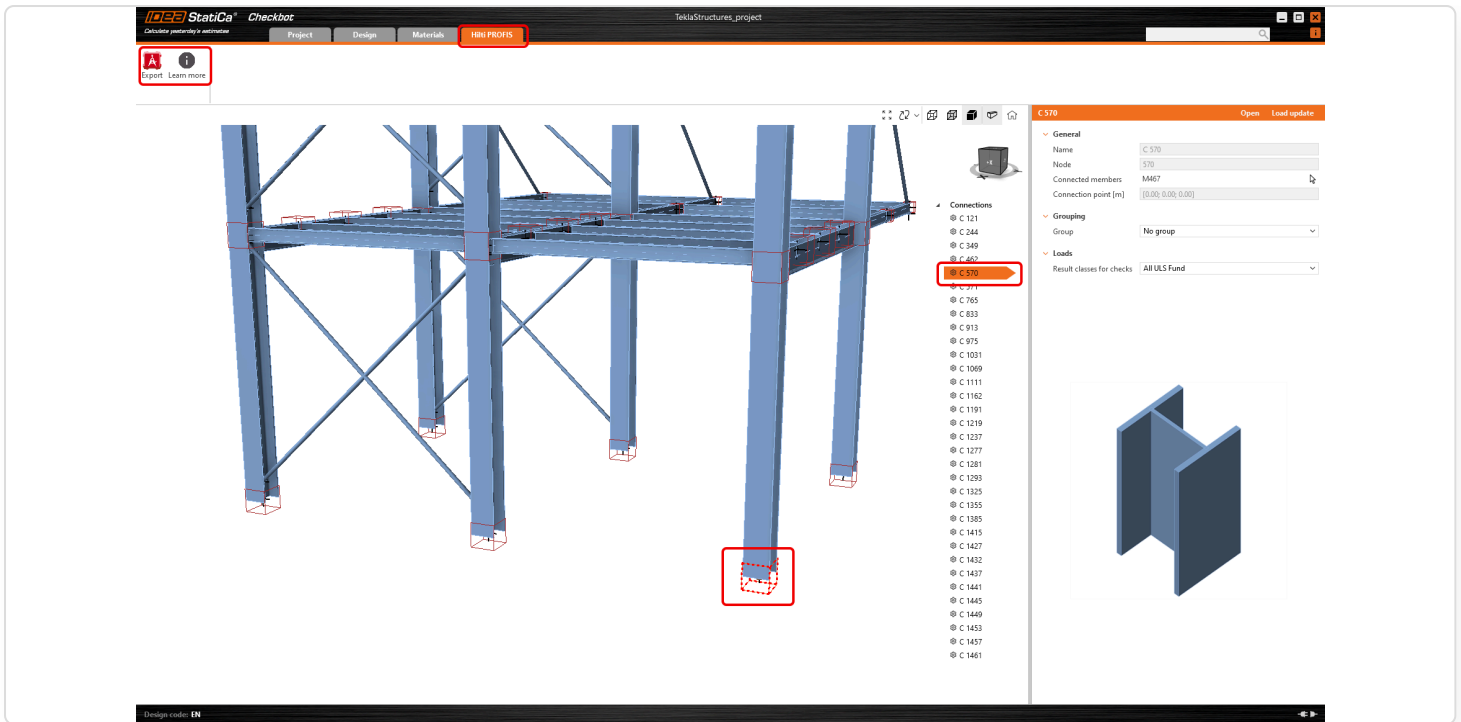 IDEA StatiCa® Checkbot
Calculate yesterday's estimates
TeklaStructures_project
Project Design Materials Hilti PROFIS
Export Learn more
C 570 Open Load update
General
Name C 570
Node 570
Connected members M467
Connection point [m] [0.00; 0.00; 0.00]
Grouping
Group No group
Loads
Result classes for checks All ULS Fund
Connections
C 121
C 244
C 349
C 462
C 570
C 571
C 765
C 833
C 913
C 975
C 1031
C 1069
C 1111
C 1162
C 1191
C 1219
C 1237
C 1277
C 1281
C 1293
C 1325
C 1355
C 1385
C 1415
C 1427
C 1432
C 1437
C 1441
C 1445
C 1449
C 1453
C 1457
C 1461
Design code: EN